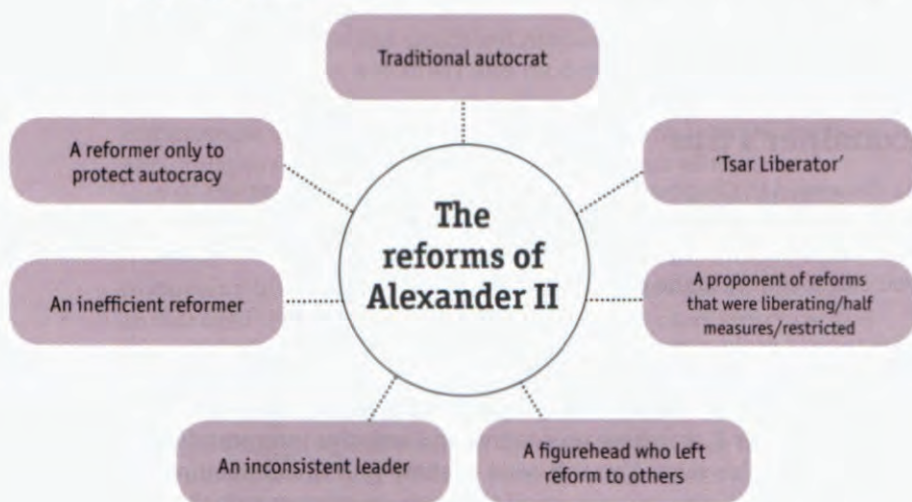 Traditional autocrat
A reformer only to
protect autocracy
'Tsar Liberator'
The
reforms of
Alexander II
An inefficient reformer
A proponent of reforms
that were liberating/half
measures/restricted
An inconsistent leader
A figurehead who left
reform to others